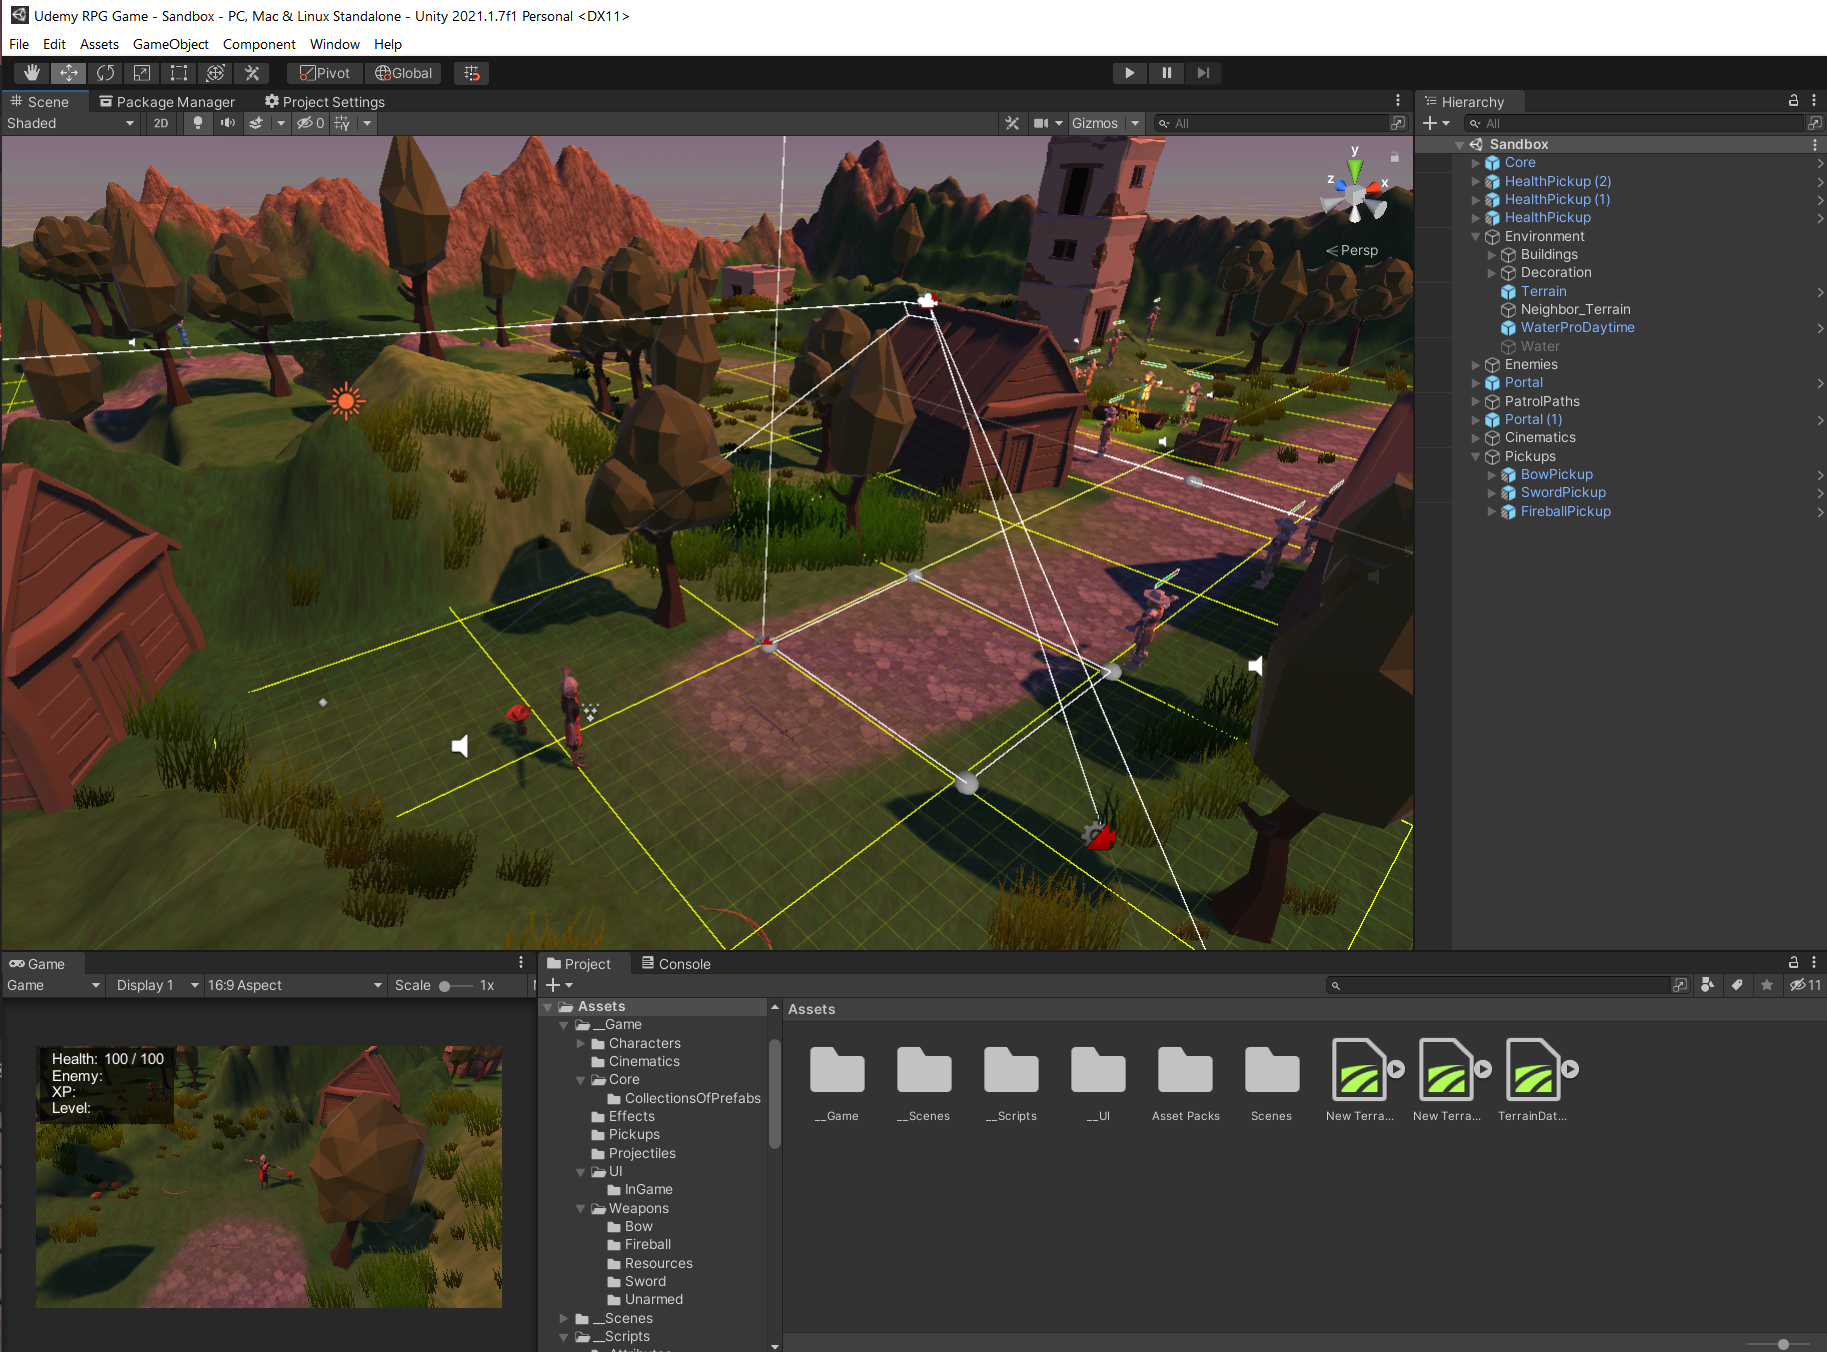 Udemy RPG Game - Sandbox - PC, Mac & Linux Standalone - Unity 2021.1.7f1 Personal <DX11>
File Edit Assets GameObject Component Window Help
Pivot Global
Scene Package Manager Project Settings
Shaded 2D 0 Gizmos All
y
z x
Persp
Hierarchy
All
Sandbox
Core
HealthPickup (2)
HealthPickup (1)
HealthPickup
Environment
Buildings
Decoration
Terrain
Neighbor_Terrain
WaterProDaytime
Water
Enemies
Portal
PatrolPaths
Portal (1)
Cinematics
Pickups
BowPickup
SwordPickup
FireballPickup
Game
Game Display 1 16:9 Aspect Scale 1x
Health: 100 / 100
Enemy:
XP:
Level:
Project Console
11
Assets
__Game
Characters
Cinematics
Core
CollectionsOfPrefabs
Effects
Pickups
Projectiles
UI
InGame
Weapons
Bow
Fireball
Resources
Sword
Unarmed
__Scenes
__Scripts
Assets
__Game __Scenes __Scripts __UI Asset Packs Scenes New Terra... New Terra... TerrainDat...